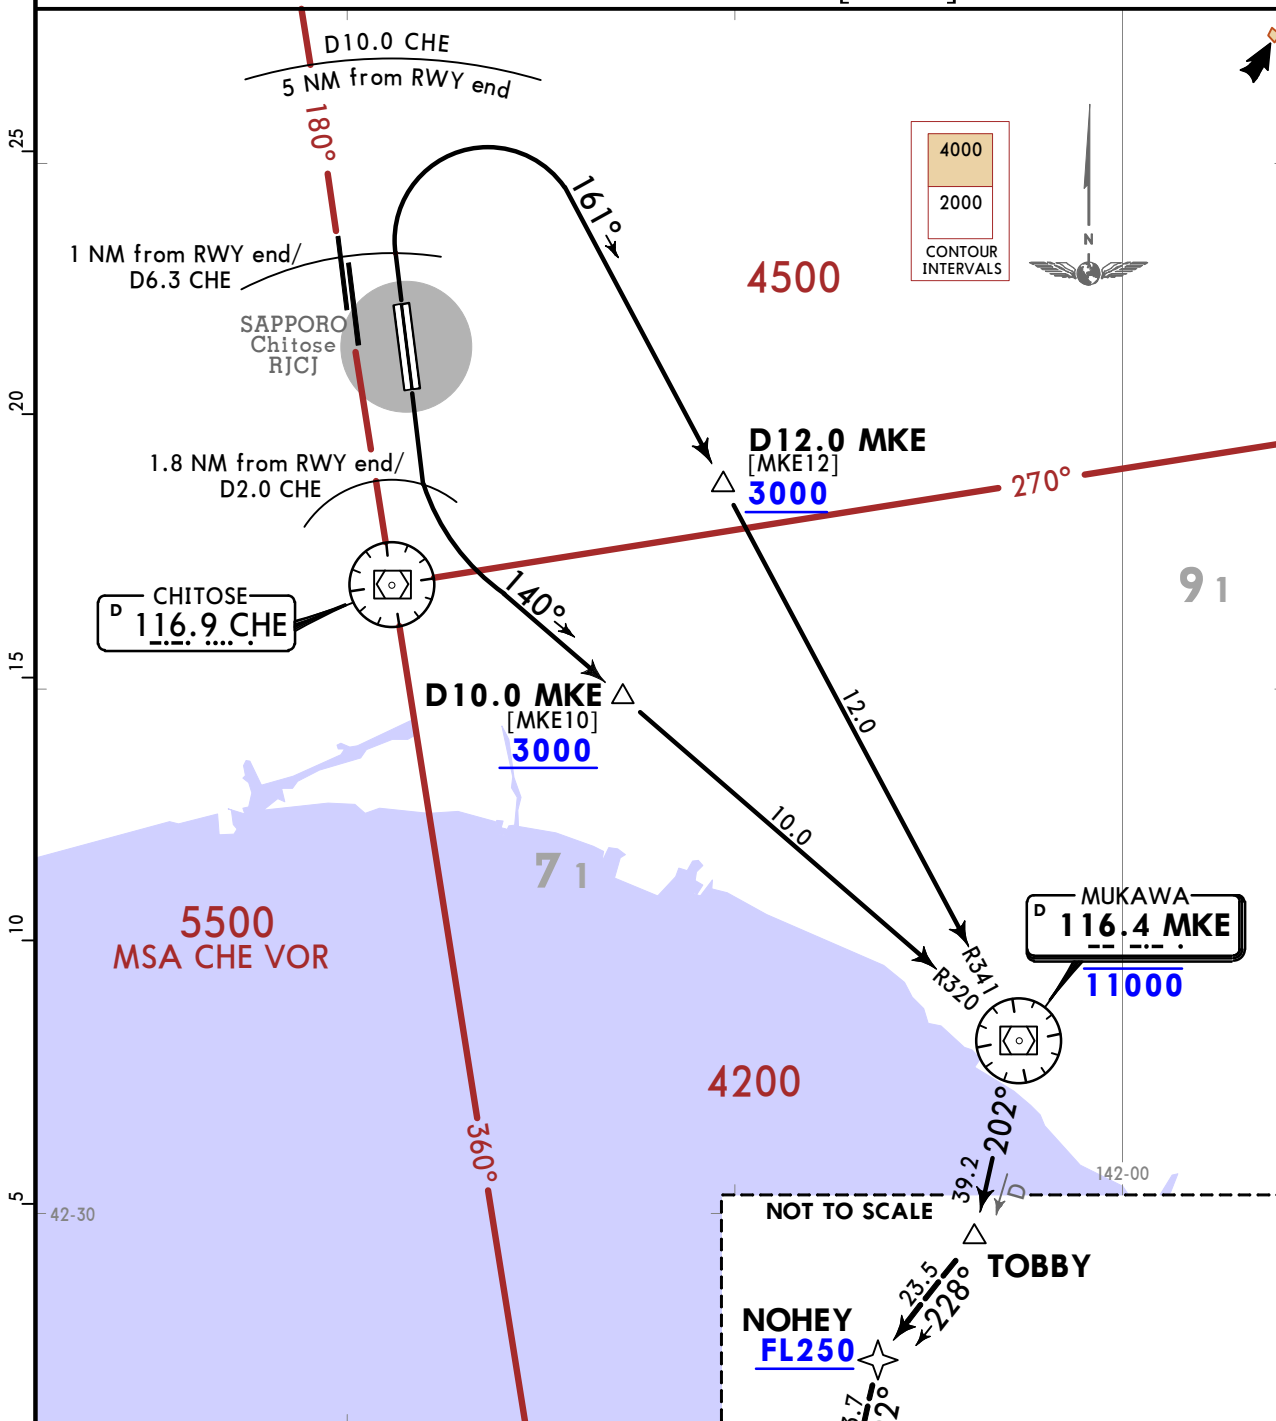 D10.0 CHE
5 NM from RWY end
180°
25
161°
4000
2000
CONTOUR
INTERVALS
N
1 NM from RWY end/
D6.3 CHE
4500
SAPPORO
Chitose
RJCJ
20
D12.0 MKE
[MKE12]
3000
270°
1.8 NM from RWY end/
D2.0 CHE
CHITOSE
D 116.9 CHE
140°
91
15
D10.0 MKE
[MKE10]
3000
12.0
10.0
71
5500
MSA CHE VOR
10
MUKAWA
D 116.4 MKE
11000
R341
R320
4200
360°
202°
39.2
D
142-00
5
42-30
NOT TO SCALE
TOBBY
23.5
228°
NOHEY
FL250